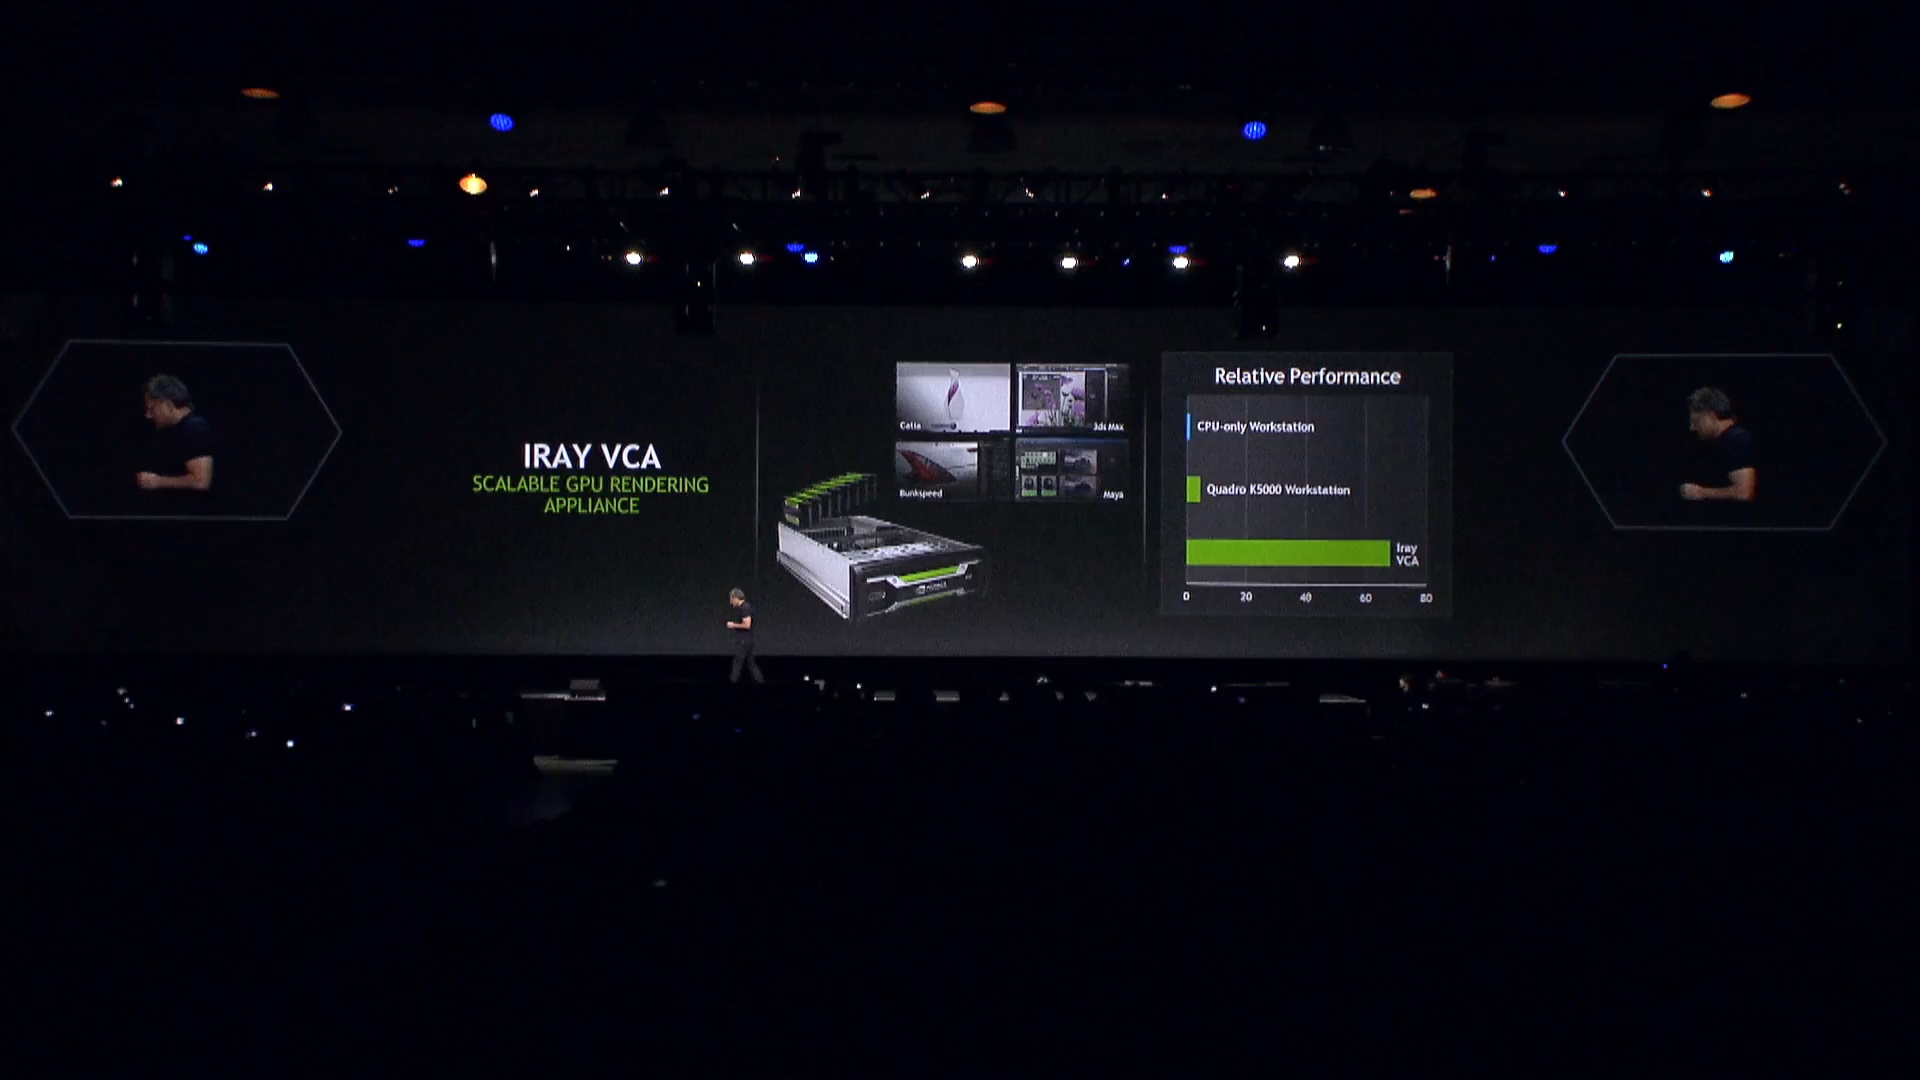 IRAY VCA
SCALABLE GPU RENDERING
APPLIANCE
Catia
3ds Max
Bunkspeed
Maya
NVIDIA
Relative Performance
CPU-only Workstation
Quadro K5000 Workstation
Iray
VCA
0 20 40 60 80